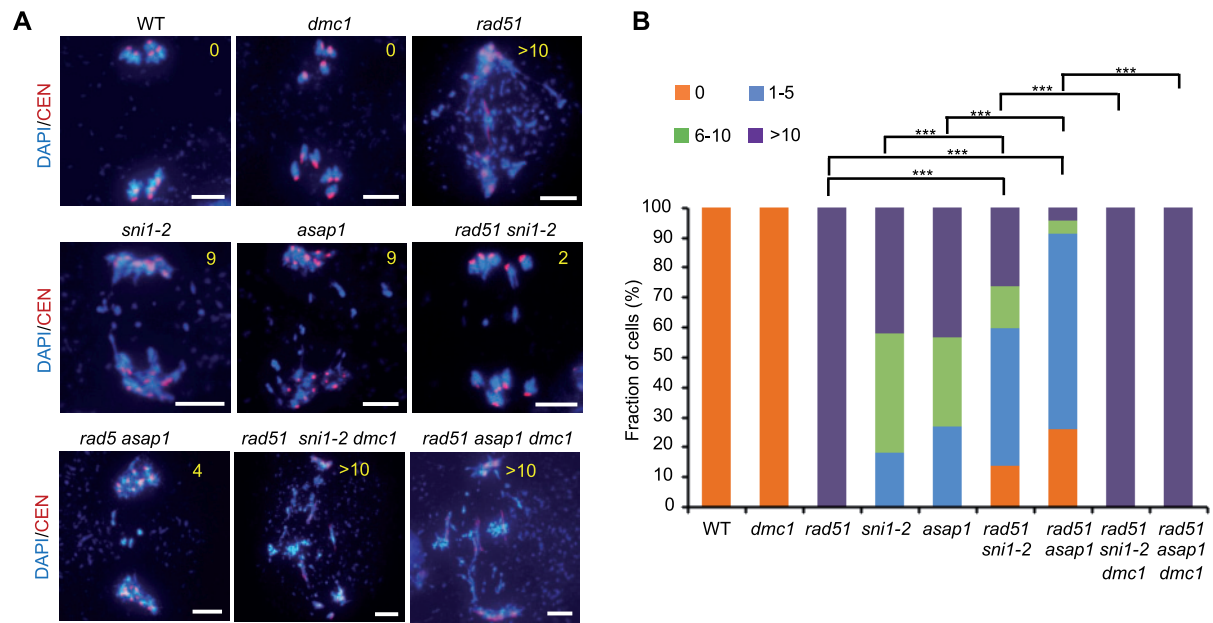 A
WT
dmc1
rad51
DAPI/CEN
0
0
>10
sni1-2
asap1
rad51 sni1-2
DAPI/CEN
9
9
2
rad5 asap1
rad51 sni1-2 dmc1
rad51 asap1 dmc1
DAPI/CEN
4
>10
>10
B
0
1-5
6-10
>10
***
***
***
***
***
***
Fraction of cells (%)
100
90
80
70
60
50
40
30
20
10
0
WT
dmc1
rad51
sni1-2
asap1
rad51
sni1-2
rad51
asap1
rad51
sni1-2
dmc1
rad51
asap1
dmc1